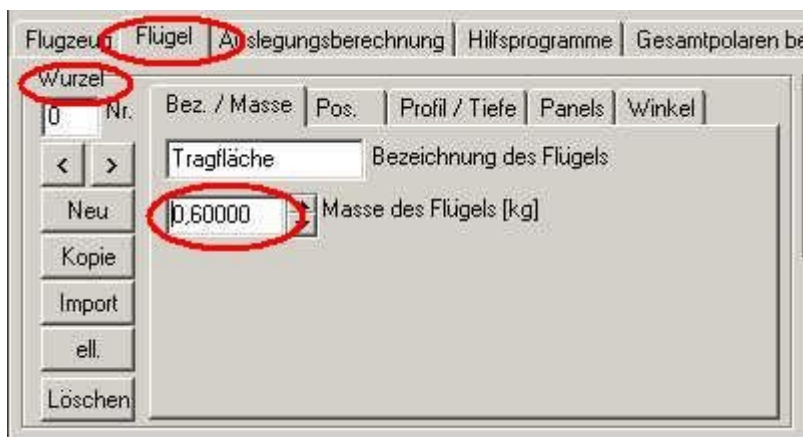 Flugzeug Flügel Auslegungsberechnung Hilfsprogramme Gesamtpolaren be
Wurzel
0 Nr.
Bez. / Masse Pos. Profil / Tiefe Panels Winkel
< >
Tragfläche Bezeichnung des Flügels
Neu
0,60000 Masse des Flügels [kg]
Kopie
Import
ell.
Löschen